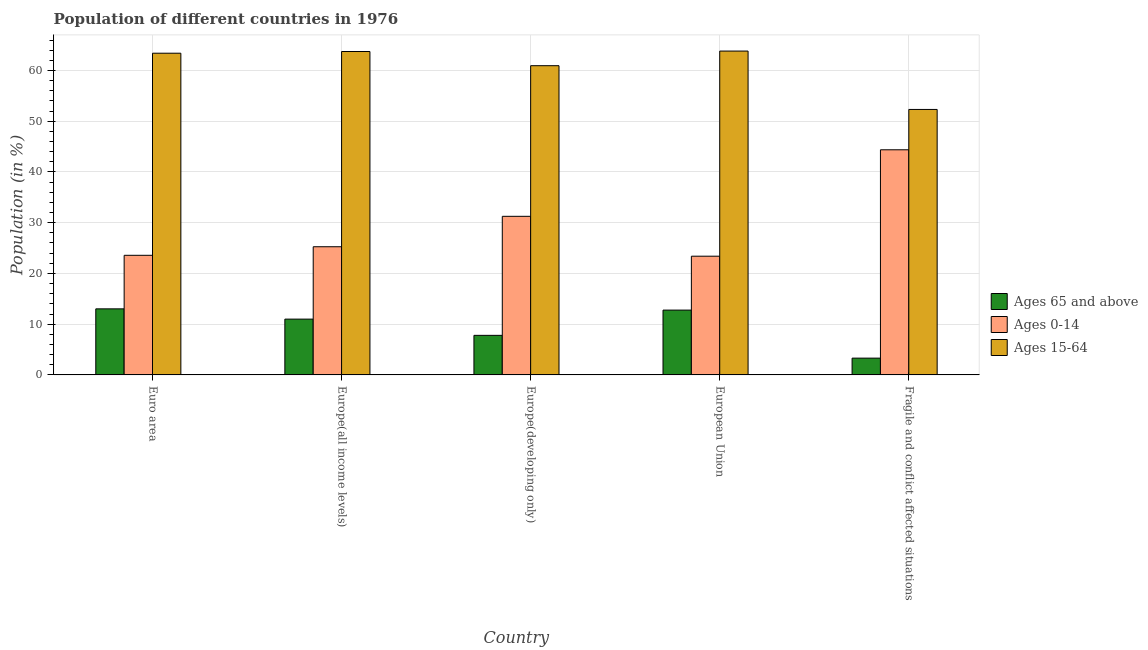 Population of different countries in 1976
Population (in %)
0
10
20
30
40
50
60
Euro area
Europe(all income levels)
Europe(developing only)
European Union
Fragile and conflict affected situations
Country
Ages 65 and above
Ages 0-14
Ages 15-64